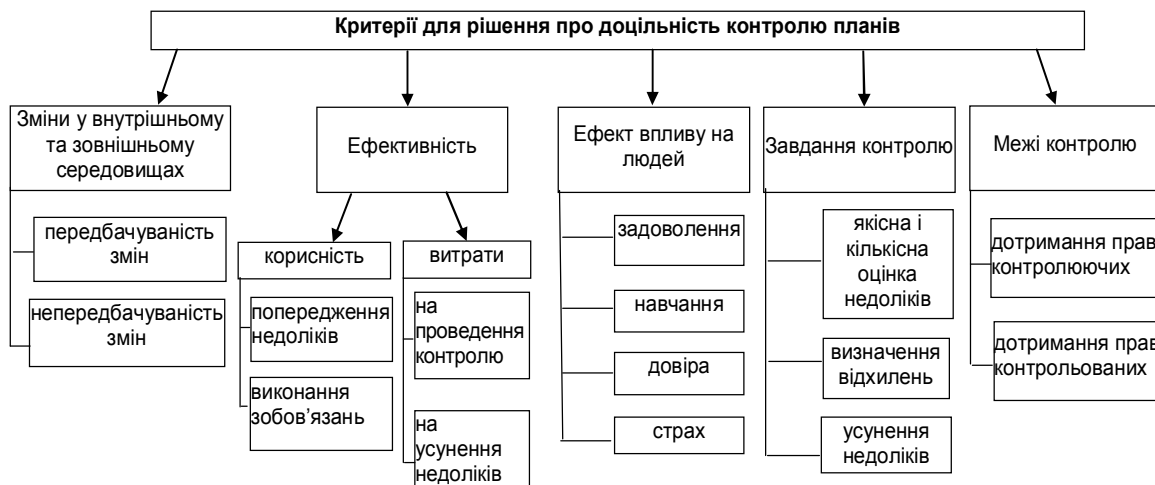 Критерії для рішення про доцільність контролю планів
Зміни у внутрішньому
та зовнішньому
середовищах
передбачуваність
змін
непередбачуваність
змін
Ефективність
корисність
попередження
недоліків
виконання
зобов’язань
витрати
на
проведення
контролю
на
усунення
недоліків
Ефект впливу на
людей
задоволення
навчання
довіра
страх
Завдання контролю
якісна і
кількісна
оцінка
недоліків
визначення
відхилень
усунення
недоліків
Межі контролю
дотримання прав
контролюючих
дотримання прав
контрольованих